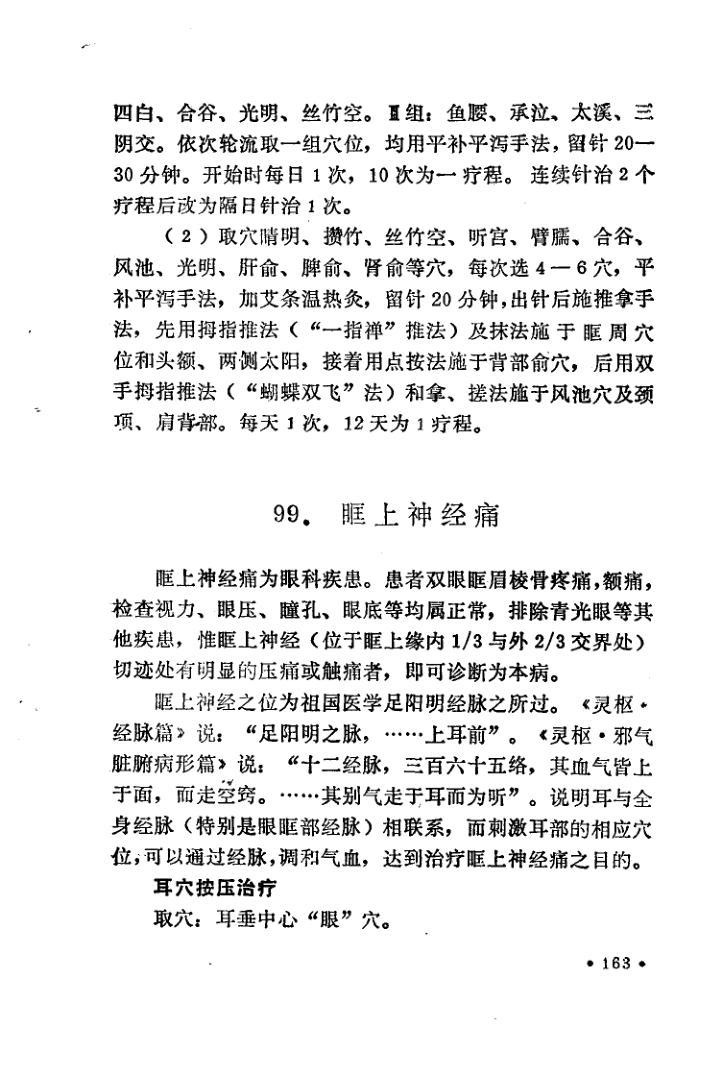 四白、合谷、光明、丝竹空。Ⅲ组：鱼腰、承泣、太溪、三
阴交。依次轮流取一组穴位，均用平补平泻手法，留针 20—
30 分钟。开始时每日 1 次，10 次为一疗程。连续针治 2 个
疗程后改为隔日针治 1 次。
（2）取穴睛明、攒竹、丝竹空、听宫、臂臑、合谷、
风池、光明、肝俞、脾俞、肾俞等穴，每次选 4 — 6 穴，平
补平泻手法，加艾条温热灸，留针 20 分钟，出针后施推拿手
法，先用拇指推法（“一指禅”推法）及抹法施于眶周穴
位和头额、两侧太阳，接着用点按法施于背部俞穴，后用双
手拇指推法（“蝴蝶双飞”法）和拿、搓法施于风池穴及颈
项、肩背部。每天 1 次，12 天为 1 疗程。
99．眶上神经痛
眶上神经痛为眼科疾患。患者双眼眶眉棱骨疼痛，额痛，
检查视力、眼压、瞳孔、眼底等均属正常，排除青光眼等其
他疾患，惟眶上神经（位于眶上缘内 1/3 与外 2/3 交界处）
切迹处有明显的压痛或触痛者，即可诊断为本病。
眶上神经之位为祖国医学足阳明经脉之所过。《灵枢·
经脉篇》说：“足阳明之脉，……上耳前”。《灵枢·邪气
脏腑病形篇》说：“十二经脉，三百六十五络，其血气皆上
于面，而走空窍。……其别气走于耳而为听”。说明耳与全
身经脉（特别是眼眶部经脉）相联系，而刺激耳部的相应穴
位，可以通过经脉，调和气血，达到治疗眶上神经痛之目的。
耳穴按压治疗
取穴：耳垂中心“眼”穴。
• 163 •